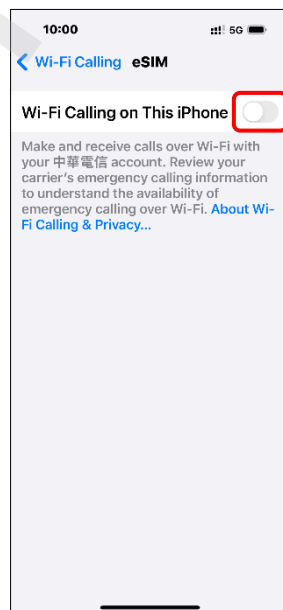 10:00 5G
Wi-Fi Calling eSIM
Wi-Fi Calling on This iPhone
Make and receive calls over Wi-Fi with
your 中華電信 account. Review your
carrier's emergency calling information
to understand the availability of
emergency calling over Wi-Fi. About Wi-
Fi Calling & Privacy...